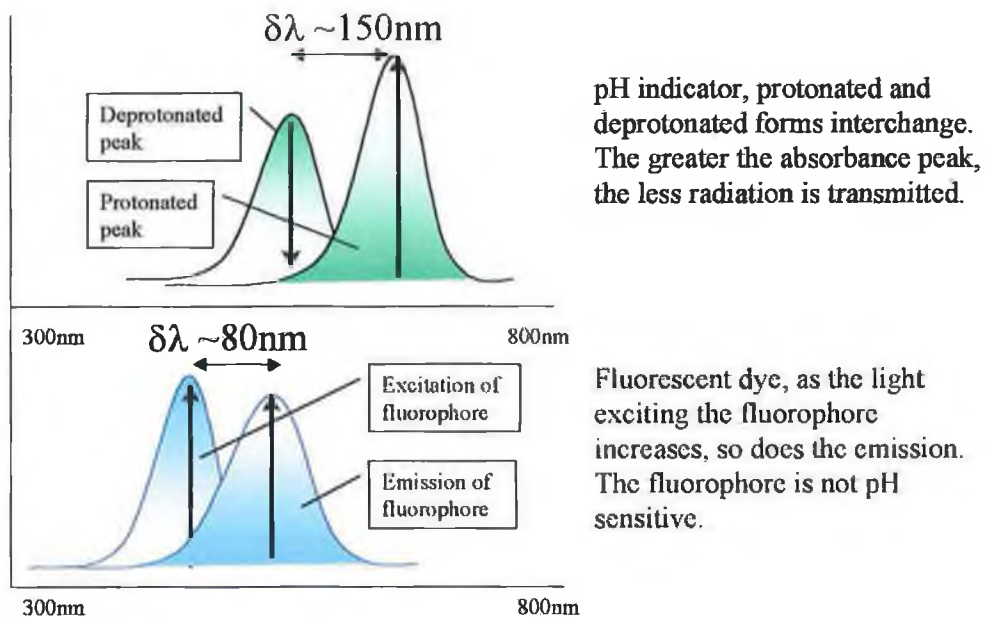 δλ ~150nm
Deprotonated
peak
Protonated
peak
pH indicator, protonated and
deprotonated forms interchange.
The greater the absorbance peak,
the less radiation is transmitted.
300nm
800nm
δλ ~80nm
Excitation of
fluorophore
Emission of
fluorophore
Fluorescent dye, as the light
exciting the fluorophore
increases, so does the emission.
The fluorophore is not pH
sensitive.
300nm
800nm